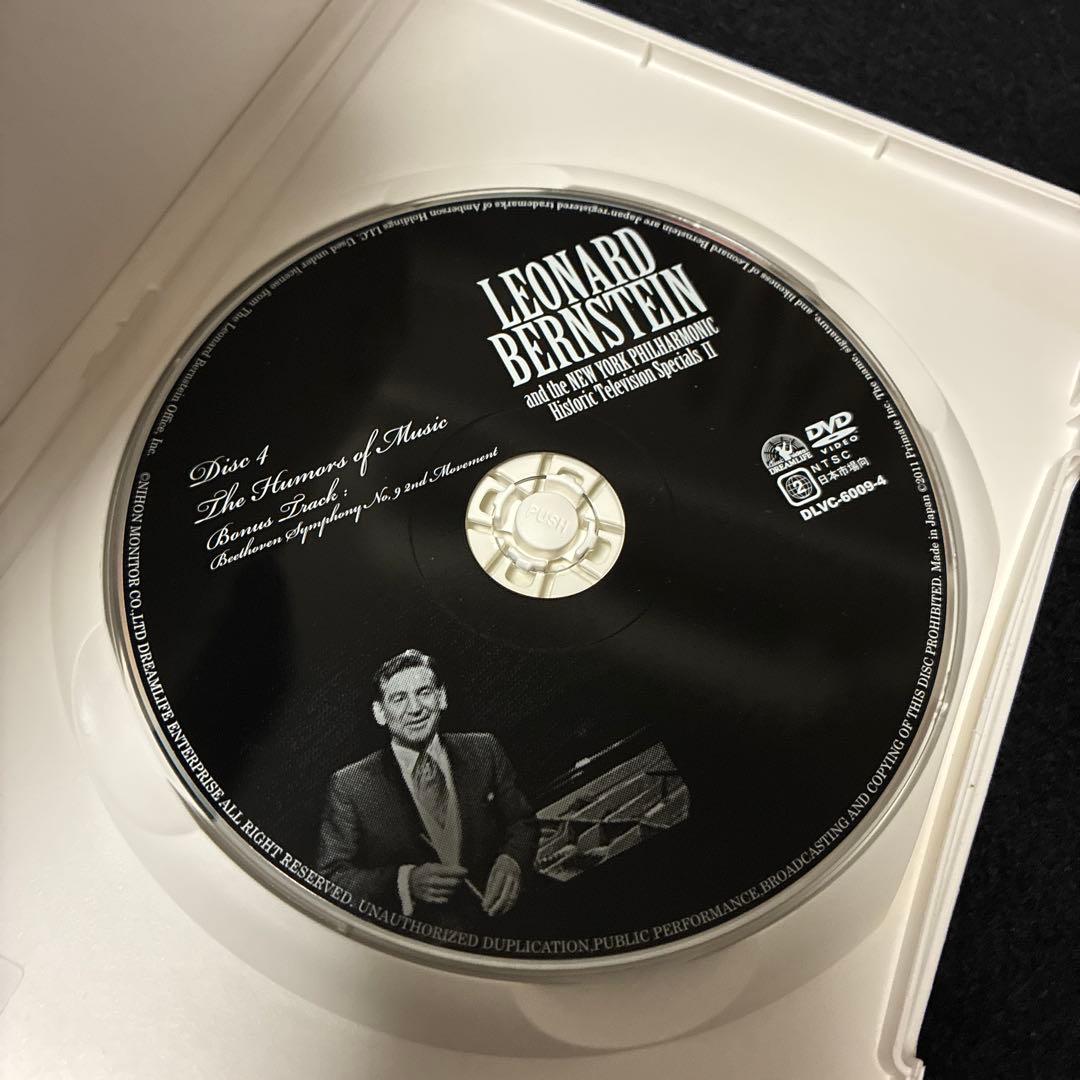 LEONARD
BERNSTEIN
and the NEW YORK PHILHARMONIC
Historic Television Specials II
Disc 4
The Humors of Music
Bonus Track :
Beethoven Symphony No. 9 2nd Movement
DREAMLIFE
DVD
VIDEO
2
NTSC
日本市場向
DLVC-6009-4
PUSH
©NIHON MONITOR CO.,LTD DREAMLIFE ENTERPRISE ALL RIGHT RESERVED. UNAUTHORIZED DUPLICATION,PUBLIC PERFORMANCE,BROADCASTING AND COPYING OF THIS DISC PROHIBITED. Made in Japan ©2011 Primate Inc. The name, signature, and likeness of Leonard Bernstein are Japan registered trademarks of Amberson Holdings LLC. Used under license from The Leonard Bernstein Office, Inc.